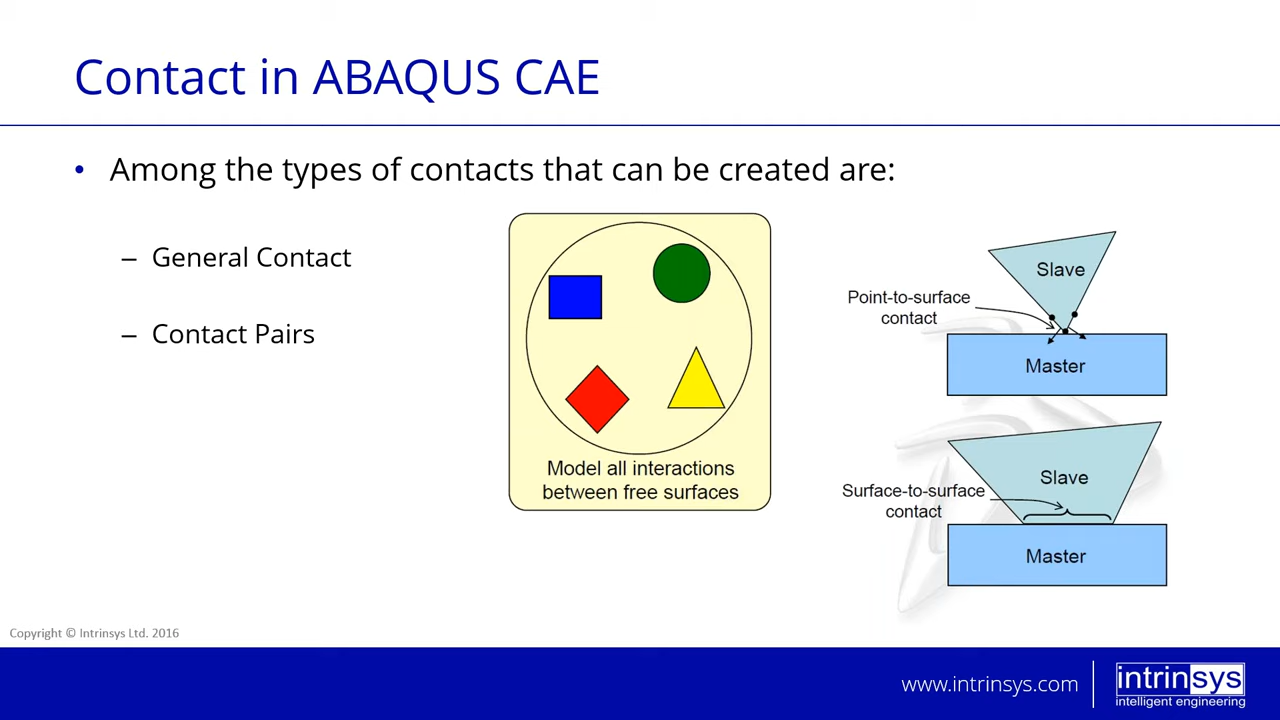 Contact in ABAQUS CAE
• Among the types of contacts that can be created are:
– General Contact
– Contact Pairs
Model all interactions
between free surfaces
Slave
Point-to-surface
contact
Master
Slave
Surface-to-surface
contact
Master
Copyright © Intrinsys Ltd. 2016
www.intrinsys.com
intrinsys
intelligent engineering